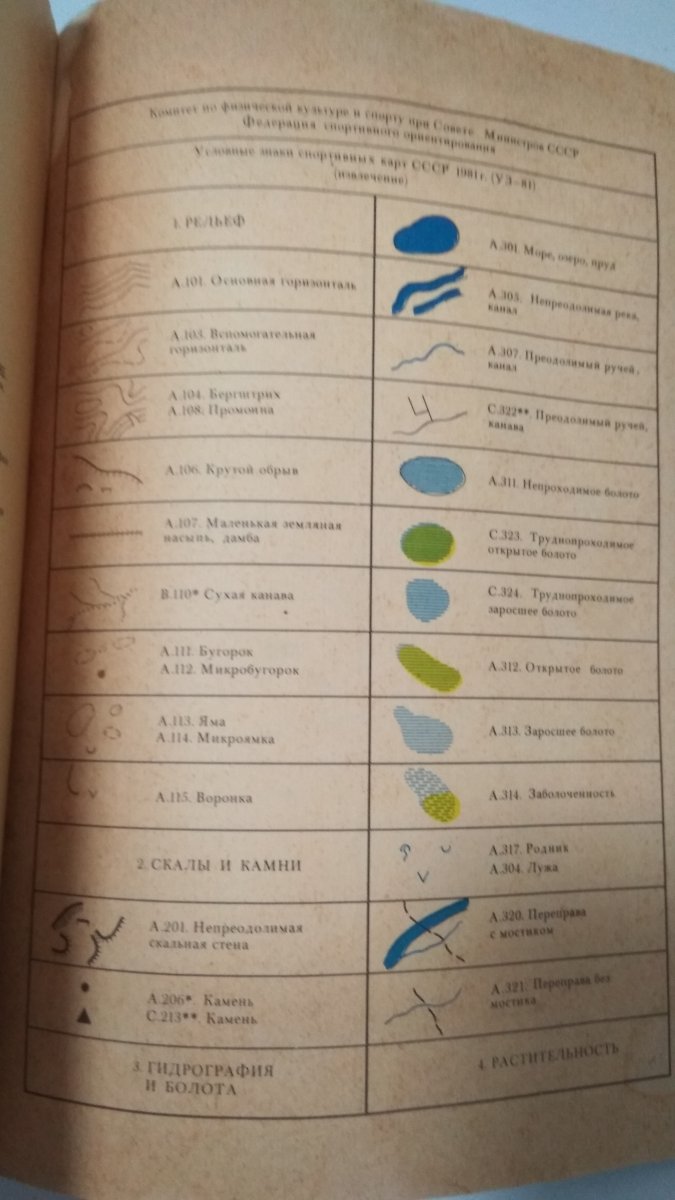 Комитет по физической культуре и спорту при Совете Министров СССР
Федерация спортивного ориентирования
Условные знаки спортивных карт СССР 1981г. (УЗ-81)
(извлечение)
1. РЕЛЬЕФ
А.101. Основная горизонталь
А.103. Вспомогательная
горизонталь
А.104. Бергштрих
А.108. Промоина
А.106. Крутой обрыв
А.107. Маленькая земляная
насыпь, дамба
В.110* Сухая канава
А.111. Бугорок
А.112. Микробугорок
А.113. Яма
А.114. Микроямка
А.115. Воронка
2. СКАЛЫ И КАМНИ
А.201. Непреодолимая
скальная стена
А.206*. Камень
С.213**. Камень
3. ГИДРОГРАФИЯ
И БОЛОТА
А.301. Море, озеро, пруд
А.305. Непреодолимая река,
канал
А.307. Преодолимый ручей,
канал
С.322**. Преодолимый ручей,
канава
А.311. Непроходимое болото
С.323. Труднопроходимое
открытое болото
С.324. Труднопроходимое
заросшее болото
А.312. Открытое болото
А.313. Заросшее болото
А.314. Заболоченность
А.317. Родник
А.304. Лужа
А.320. Переправа
с мостиком
А.321. Переправа без
мостика
4. РАСТИТЕЛЬНОСТЬ